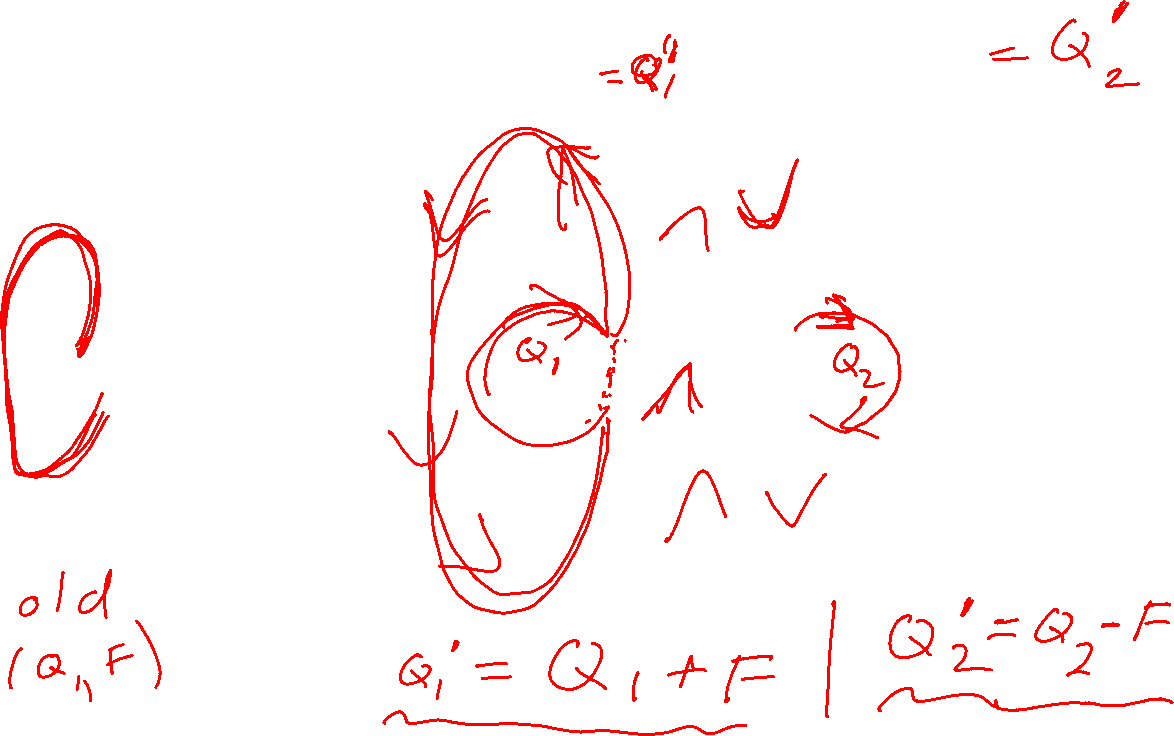 = Q₁′ = Q₂′
Q₁ Q₂
old
(Q₁, F)
Q₁′ = Q₁ + F | Q₂′ = Q₂ - F